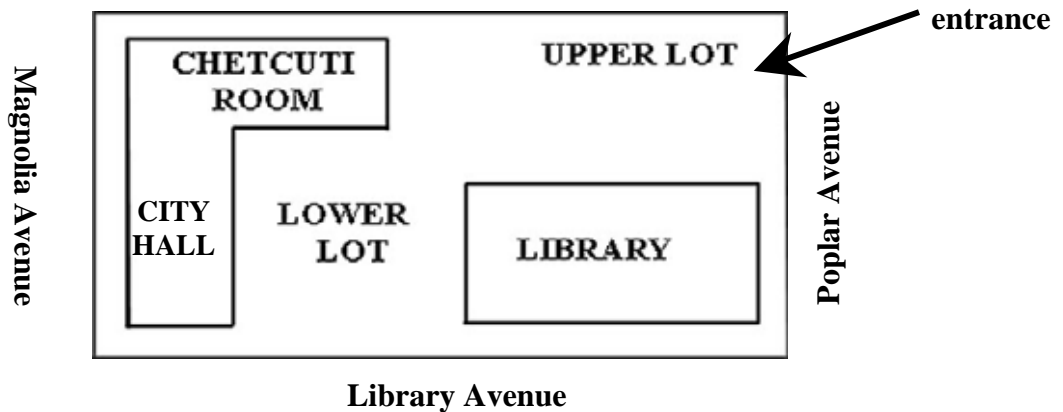 entrance
UPPER LOT
CHETCUTI
ROOM
Magnolia Avenue
Poplar Avenue
CITY
HALL
LOWER
LOT
LIBRARY
Library Avenue